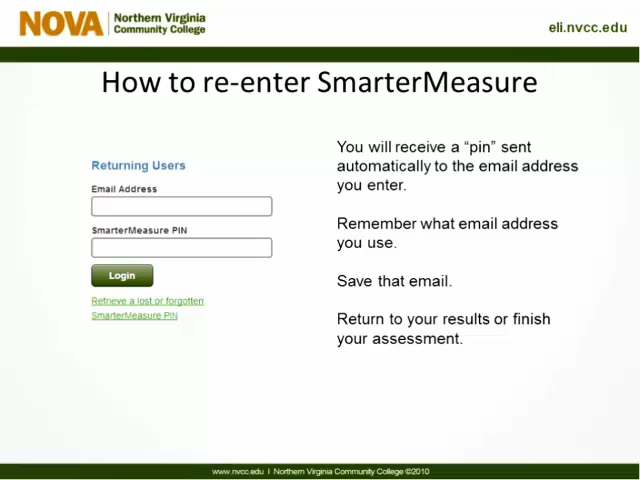 NOVA
Northern Virginia
Community College
eli.nvcc.edu
How to re-enter SmarterMeasure
Returning Users
Email Address
SmarterMeasure PIN
Login
Retrieve a lost or forgotten
SmarterMeasure PIN
You will receive a “pin” sent
automatically to the email address
you enter.
Remember what email address
you use.
Save that email.
Return to your results or finish
your assessment.
www.nvcc.edu I Northern Virginia Community College ©2010